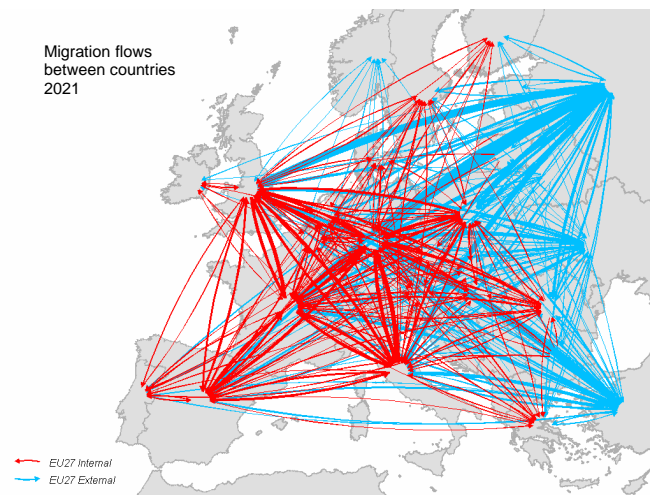 Migration flows
between countries
2021
EU27 Internal
EU27 External